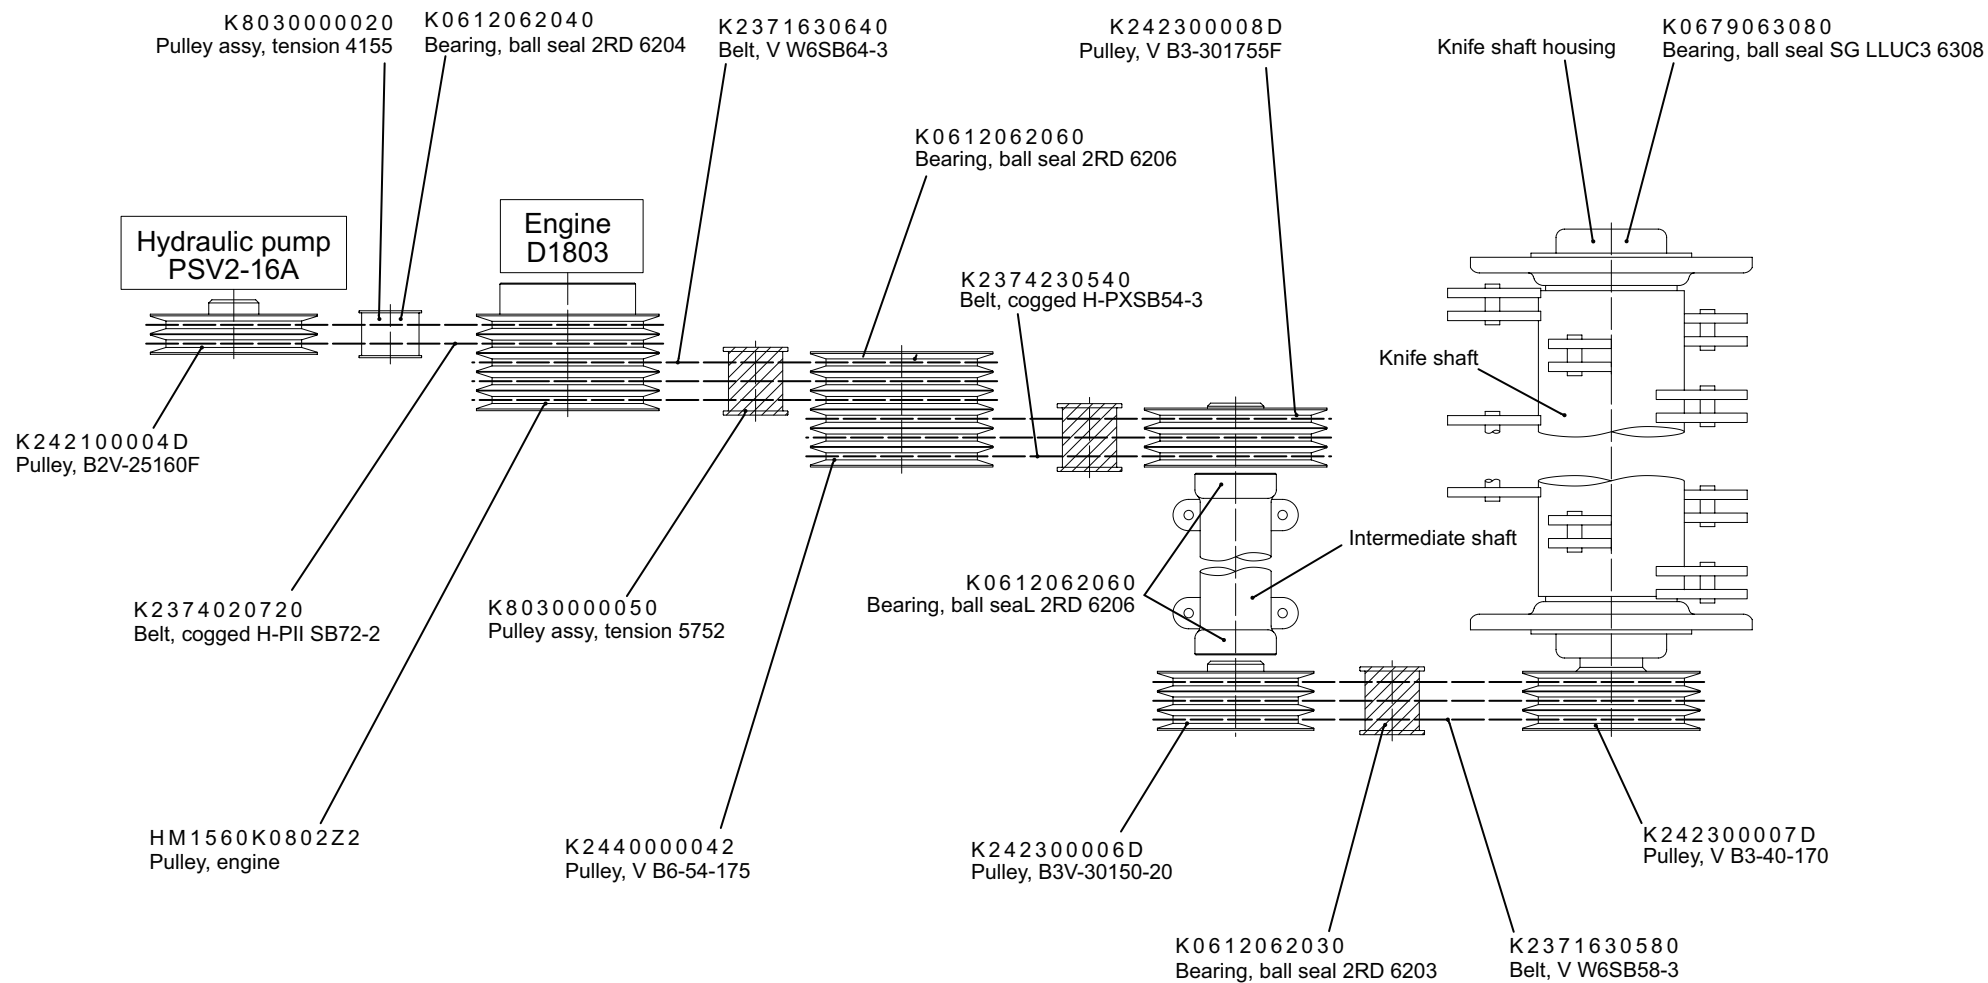 K8030000020
Pulley assy, tension 4155
K0612062040
Bearing, ball seal 2RD 6204
K2371630640
Belt, V W6SB64-3
K242300008D
Pulley, V B3-301755F
Knife shaft housing
K0679063080
Bearing, ball seal SG LLUC3 6308
K0612062060
Bearing, ball seal 2RD 6206
Hydraulic pump
PSV2-16A
Engine
D1803
K2374230540
Belt, cogged H-PXSB54-3
Knife shaft
K242100004D
Pulley, B2V-25160F
Intermediate shaft
K0612062060
Bearing, ball seaL 2RD 6206
K2374020720
Belt, cogged H-PII SB72-2
K8030000050
Pulley assy, tension 5752
HM1560K0802Z2
Pulley, engine
K2440000042
Pulley, V B6-54-175
K242300006D
Pulley, B3V-30150-20
K242300007D
Pulley, V B3-40-170
K0612062030
Bearing, ball seal 2RD 6203
K2371630580
Belt, V W6SB58-3